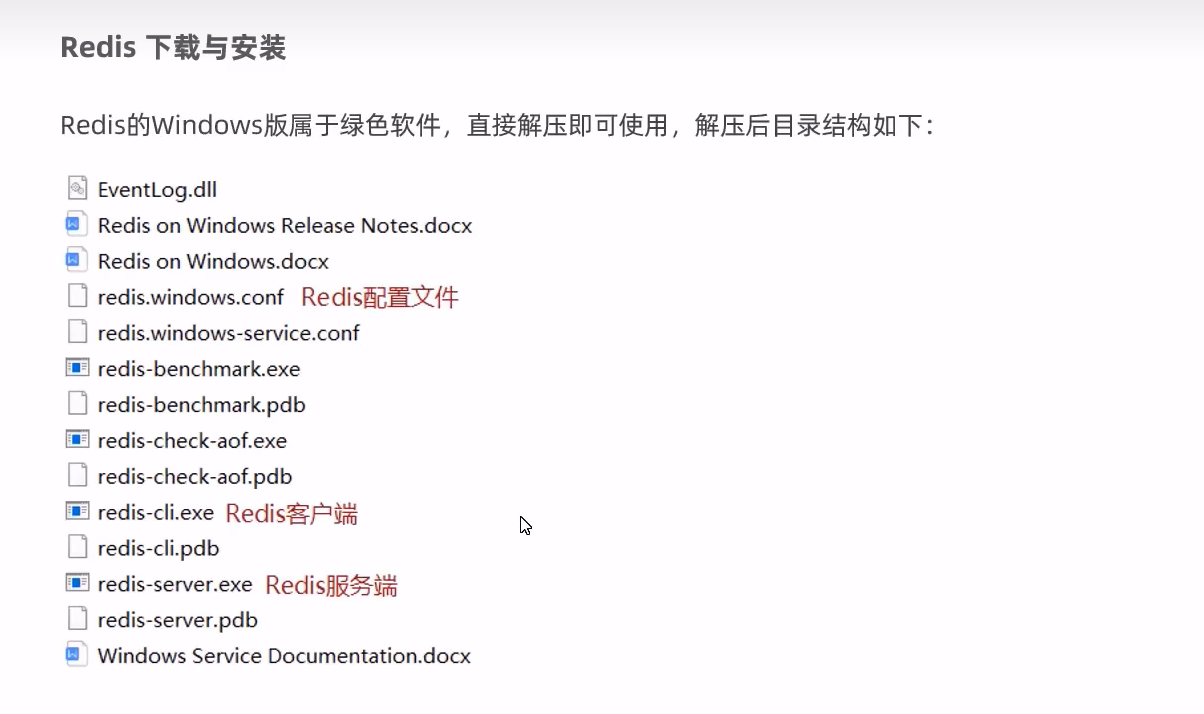 Redis 下载与安装
Redis的Windows版属于绿色软件，直接解压即可使用，解压后目录结构如下：
EventLog.dll
Redis on Windows Release Notes.docx
Redis on Windows.docx
redis.windows.conf Redis配置文件
redis.windows-service.conf
redis-benchmark.exe
redis-benchmark.pdb
redis-check-aof.exe
redis-check-aof.pdb
redis-cli.exe Redis客户端
redis-cli.pdb
redis-server.exe Redis服务端
redis-server.pdb
Windows Service Documentation.docx